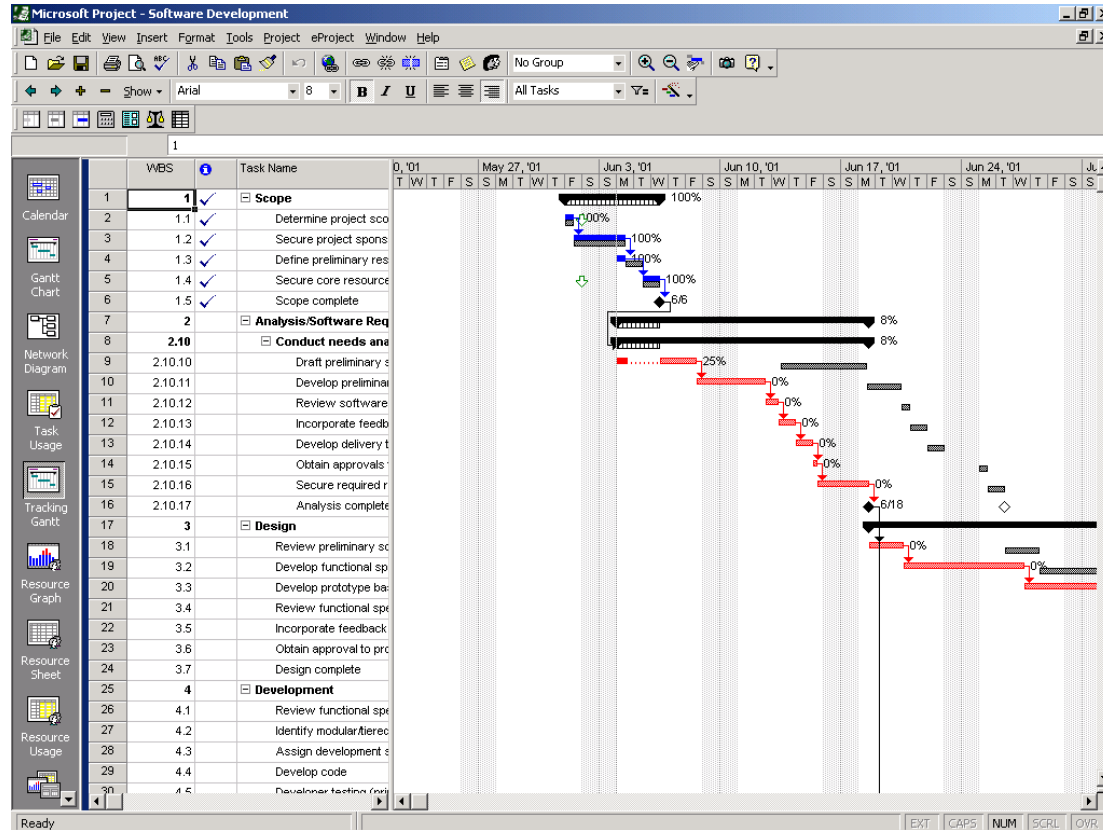 Microsoft Project - Software Development
File Edit View Insert Format Tools Project eProject Window Help
No Group
Show Arial 8 B I U All Tasks
1
WBS Task Name 0, '01 May 27, '01 Jun 3, '01 Jun 10, '01 Jun 17, '01 Jun 24, '01
T W T F S S M T W T F S S M T W T F S S M T W T F S S M T W T F S S M T W T F S S
1 1 Scope 100%
2 1.1 Determine project sco 100%
3 1.2 Secure project spons 100%
4 1.3 Define preliminary res 100%
5 1.4 Secure core resource 100%
6 1.5 Scope complete 6/6
7 2 Analysis/Software Req 8%
8 2.10 Conduct needs ana 8%
9 2.10.10 Draft preliminary s 25%
10 2.10.11 Develop prelimina 0%
11 2.10.12 Review software 0%
12 2.10.13 Incorporate feedb 0%
13 2.10.14 Develop delivery t 0%
14 2.10.15 Obtain approvals 0%
15 2.10.16 Secure required r 0%
16 2.10.17 Analysis complete 6/18
17 3 Design
18 3.1 Review preliminary so 0%
19 3.2 Develop functional sp 0%
20 3.3 Develop prototype ba
21 3.4 Review functional spe
22 3.5 Incorporate feedback
23 3.6 Obtain approval to pro
24 3.7 Design complete
25 4 Development
26 4.1 Review functional spe
27 4.2 Identify modular/tiered
28 4.3 Assign development s
29 4.4 Develop code
30 4.5 Developer testing (pri
Calendar
Gantt
Chart
Network
Diagram
Task
Usage
Tracking
Gantt
Resource
Graph
Resource
Sheet
Resource
Usage
Ready EXT CAPS NUM SCRL OVR